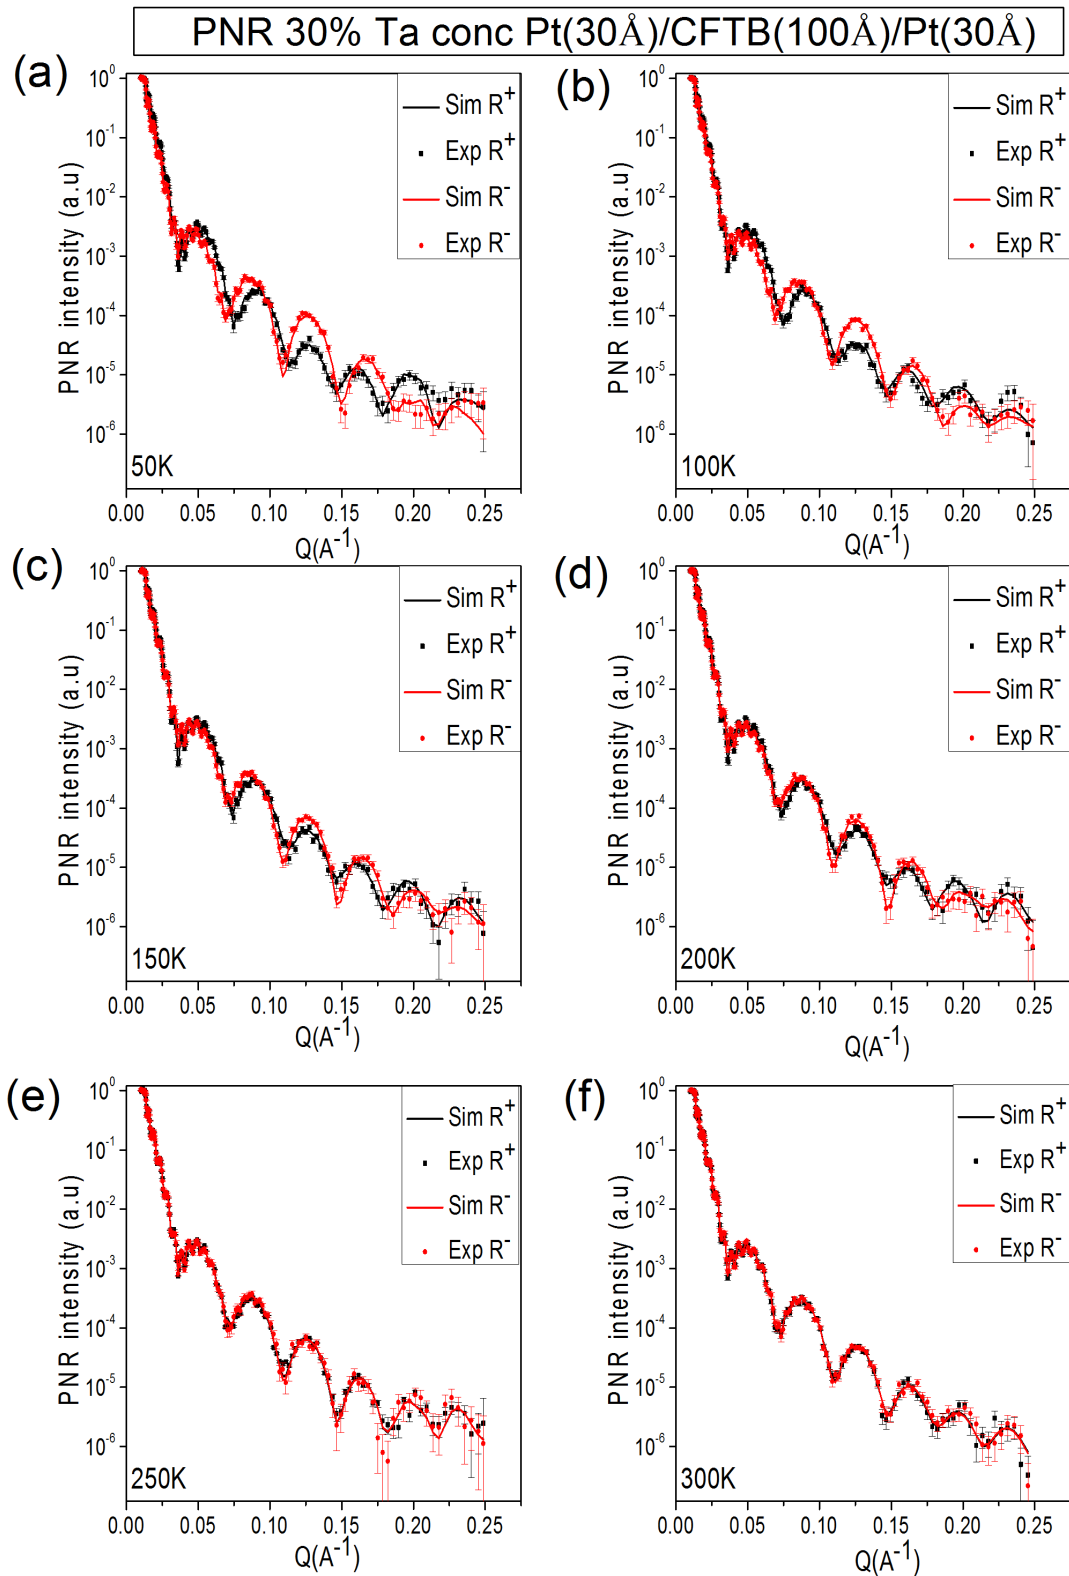 PNR 30% Ta conc Pt(30Å)/CFTB(100Å)/Pt(30Å)
(a)
PNR intensity (a.u)
10⁰
10⁻¹
10⁻²
10⁻³
10⁻⁴
10⁻⁵
10⁻⁶
Sim R⁺
Exp R⁺
Sim R⁻
Exp R⁻
50K
0.00 0.05 0.10 0.15 0.20 0.25
Q(A⁻¹)
(b)
PNR intensity (a.u)
10⁰
10⁻¹
10⁻²
10⁻³
10⁻⁴
10⁻⁵
10⁻⁶
Sim R⁺
Exp R⁺
Sim R⁻
Exp R⁻
100K
0.00 0.05 0.10 0.15 0.20 0.25
Q(A⁻¹)
(c)
PNR intensity (a.u)
10⁰
10⁻¹
10⁻²
10⁻³
10⁻⁴
10⁻⁵
10⁻⁶
Sim R⁺
Exp R⁺
Sim R⁻
Exp R⁻
150K
0.00 0.05 0.10 0.15 0.20 0.25
Q(A⁻¹)
(d)
PNR intensity (a.u)
10⁰
10⁻¹
10⁻²
10⁻³
10⁻⁴
10⁻⁵
10⁻⁶
Sim R⁺
Exp R⁺
Sim R⁻
Exp R⁻
200K
0.00 0.05 0.10 0.15 0.20 0.25
Q(A⁻¹)
(e)
PNR intensity (a.u)
10⁰
10⁻¹
10⁻²
10⁻³
10⁻⁴
10⁻⁵
10⁻⁶
Sim R⁺
Exp R⁺
Sim R⁻
Exp R⁻
250K
0.00 0.05 0.10 0.15 0.20 0.25
Q(A⁻¹)
(f)
PNR intensity (a.u)
10⁰
10⁻¹
10⁻²
10⁻³
10⁻⁴
10⁻⁵
10⁻⁶
Sim R⁺
Exp R⁺
Sim R⁻
Exp R⁻
300K
0.00 0.05 0.10 0.15 0.20 0.25
Q(A⁻¹)